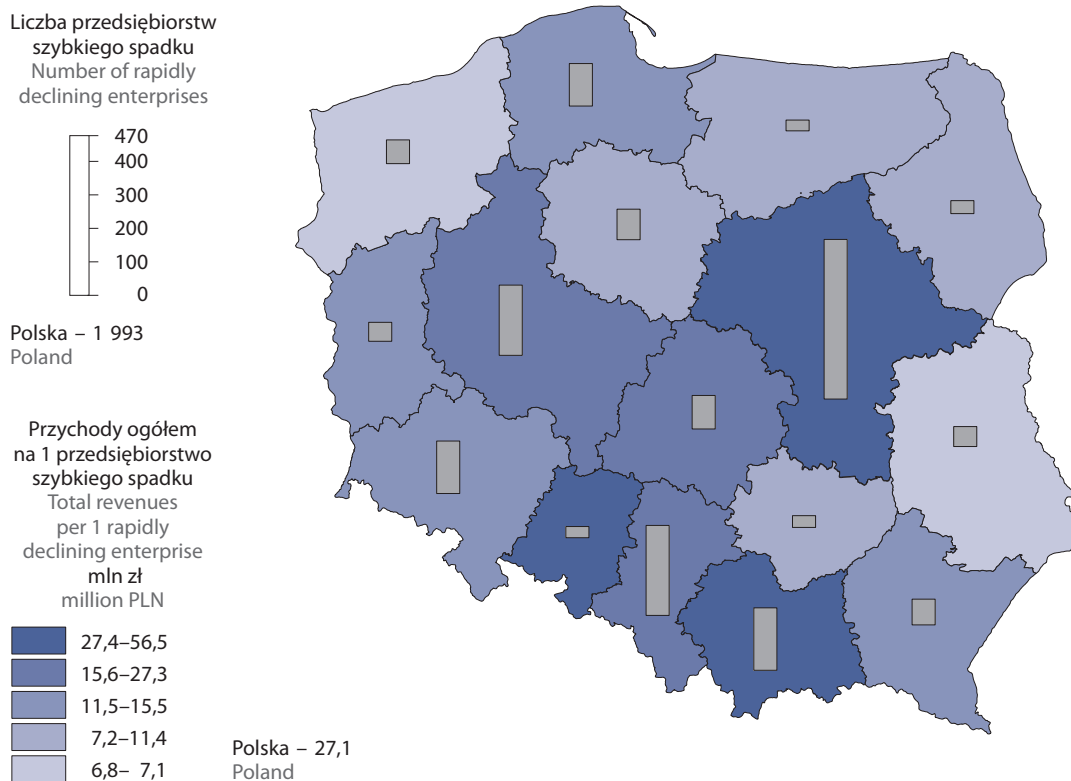 Liczba przedsiębiorstw
szybkiego spadku
Number of rapidly
declining enterprises
470
400
300
200
100
0
Polska – 1 993
Poland
Przychody ogółem
na 1 przedsiębiorstwo
szybkiego spadku
Total revenues
per 1 rapidly
declining enterprise
mln zł
million PLN
27,4–56,5
15,6–27,3
11,5–15,5
7,2–11,4
6,8– 7,1
Polska – 27,1
Poland